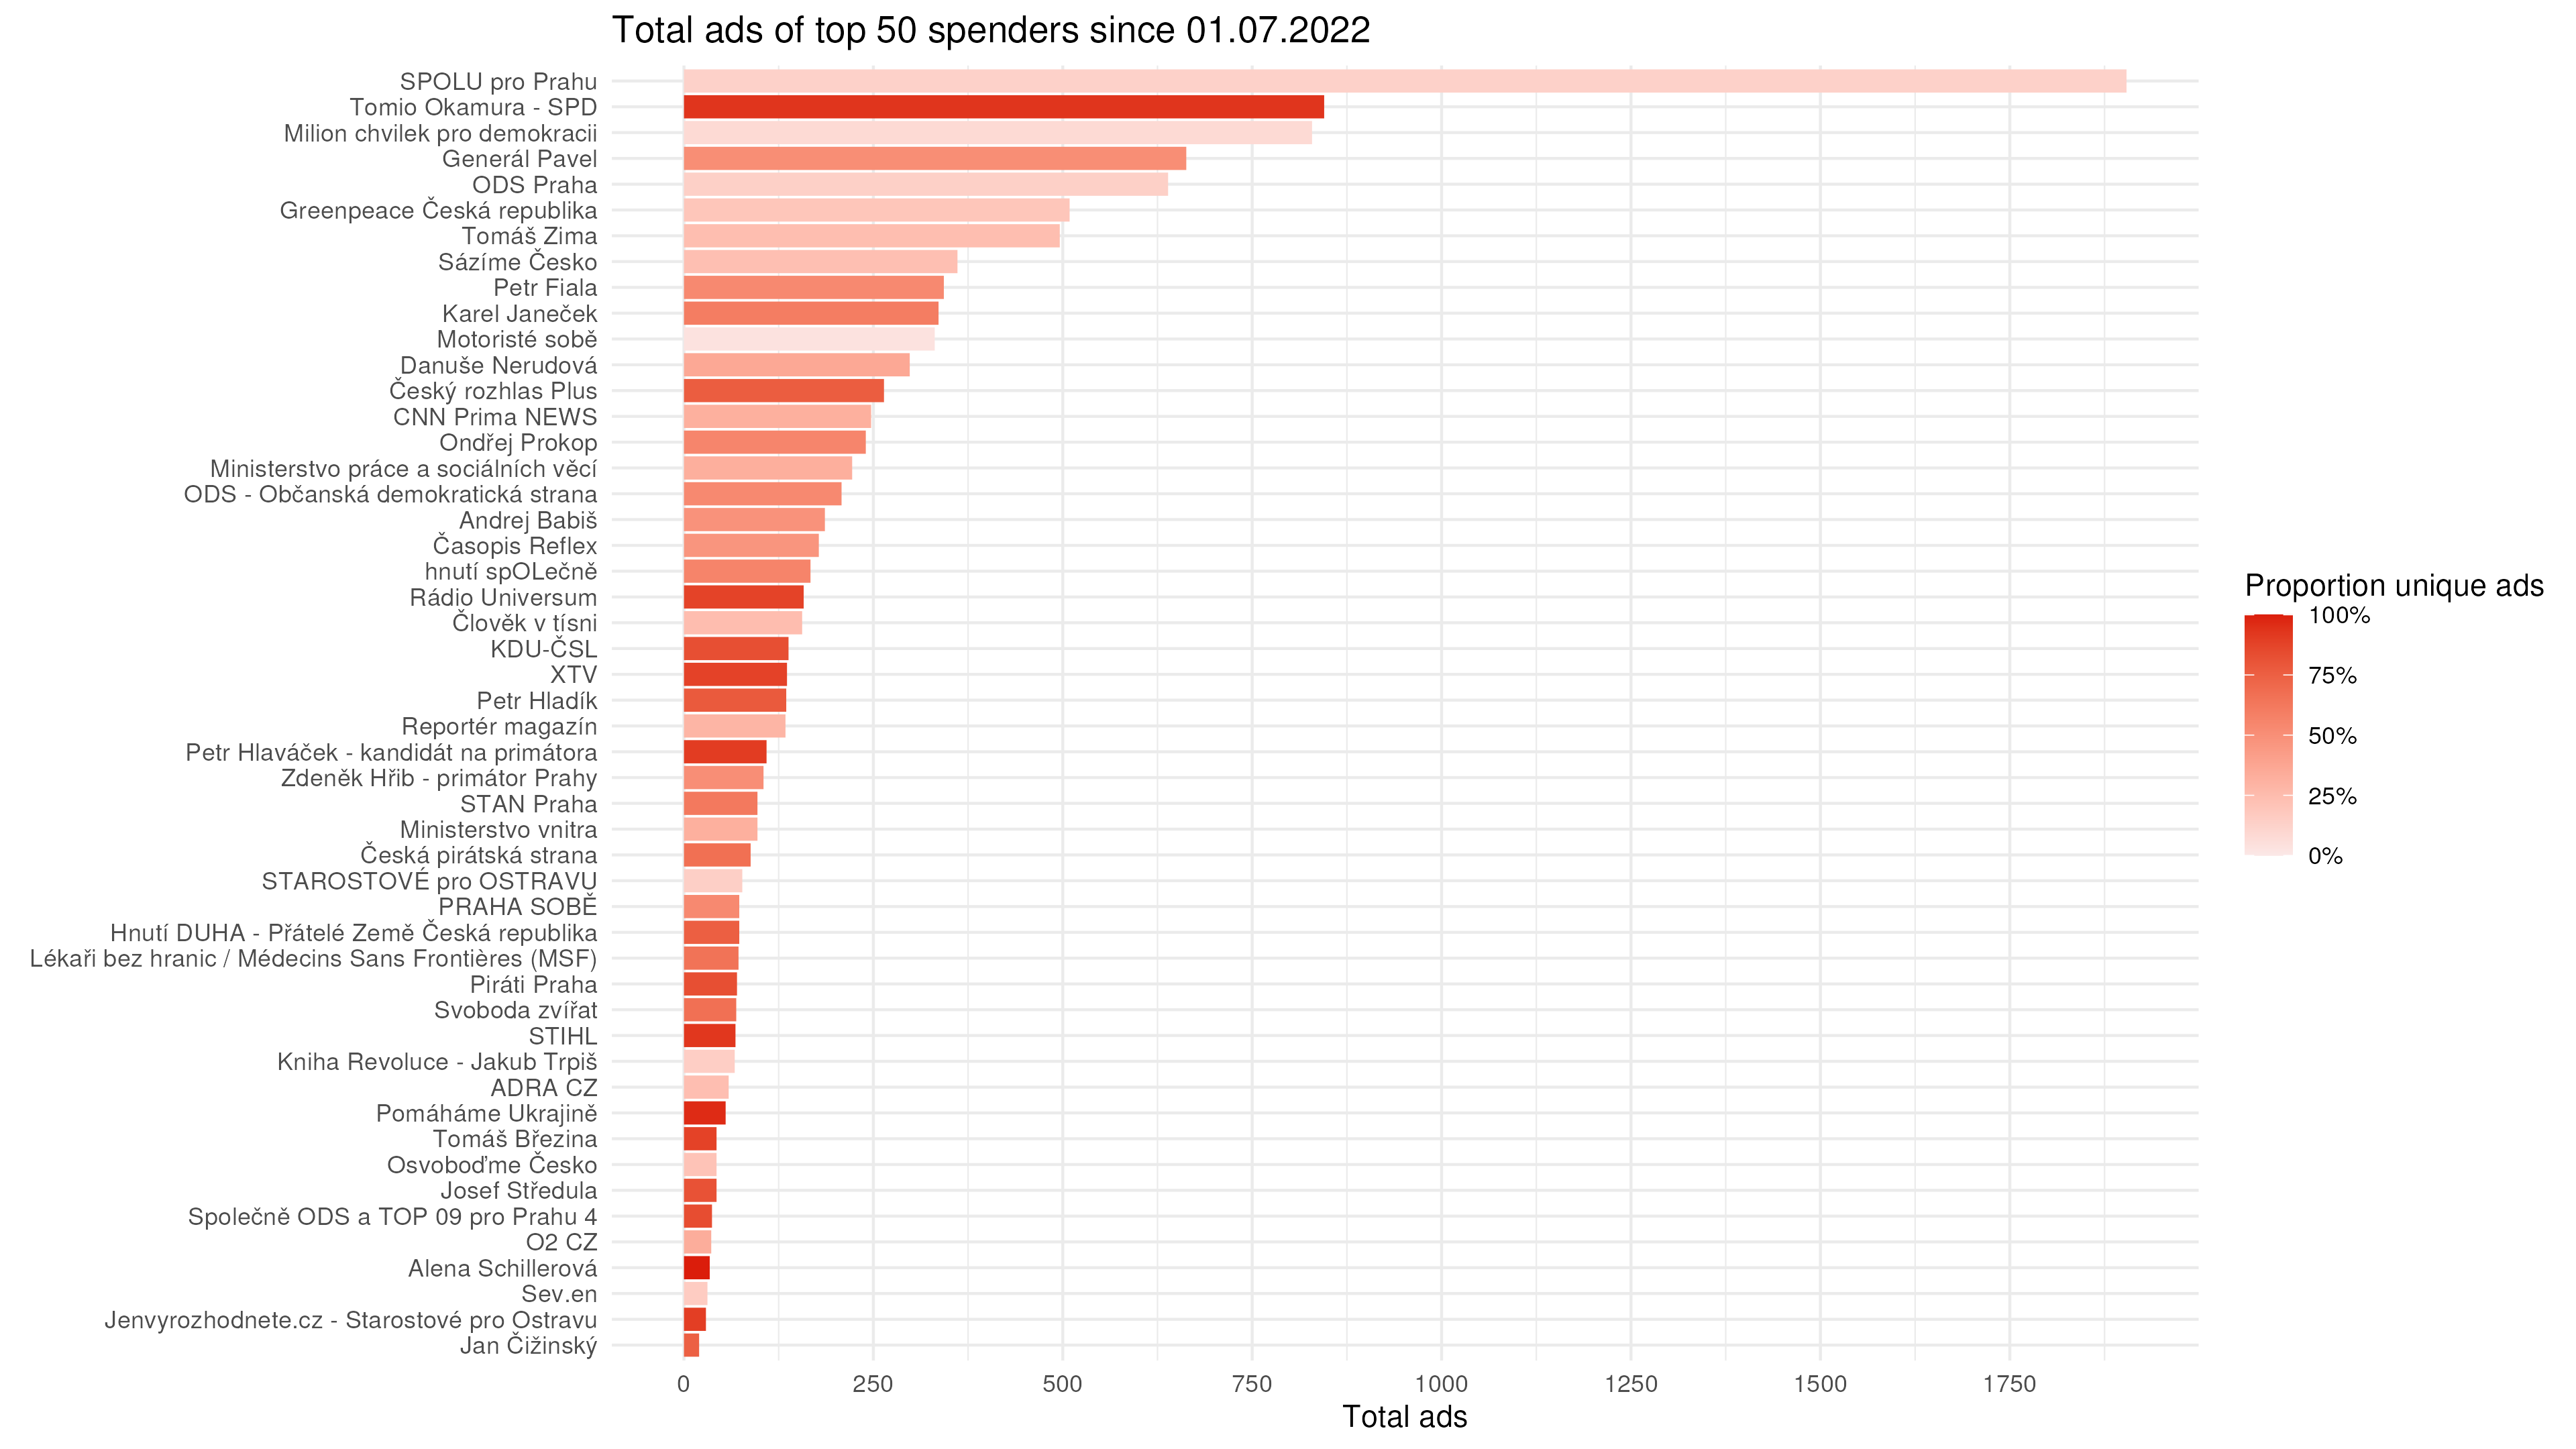 Total ads of top 50 spenders since 01.07.2022
SPOLU pro Prahu
Tomio Okamura - SPD
Milion chvilek pro demokracii
Generál Pavel
ODS Praha
Greenpeace Česká republika
Tomáš Zima
Sázíme Česko
Petr Fiala
Karel Janeček
Motoristé sobě
Danuše Nerudová
Český rozhlas Plus
CNN Prima NEWS
Ondřej Prokop
Ministerstvo práce a sociálních věcí
ODS - Občanská demokratická strana
Andrej Babiš
Časopis Reflex
hnutí spOLečně
Rádio Universum
Člověk v tísni
KDU-ČSL
XTV
Petr Hladík
Reportér magazín
Petr Hlaváček - kandidát na primátora
Zdeněk Hřib - primátor Prahy
STAN Praha
Ministerstvo vnitra
Česká pirátská strana
STAROSTOVÉ pro OSTRAVU
PRAHA SOBĚ
Hnutí DUHA - Přátelé Země Česká republika
Lékaři bez hranic / Médecins Sans Frontières (MSF)
Piráti Praha
Svoboda zvířat
STIHL
Kniha Revoluce - Jakub Trpiš
ADRA CZ
Pomáháme Ukrajině
Tomáš Březina
Osvoboďme Česko
Josef Středula
Společně ODS a TOP 09 pro Prahu 4
O2 CZ
Alena Schillerová
Sev.en
Jenvyrozhodnete.cz - Starostové pro Ostravu
Jan Čižinský
0 250 500 750 1000 1250 1500 1750
Total ads
Proportion unique ads
100%
75%
50%
25%
0%